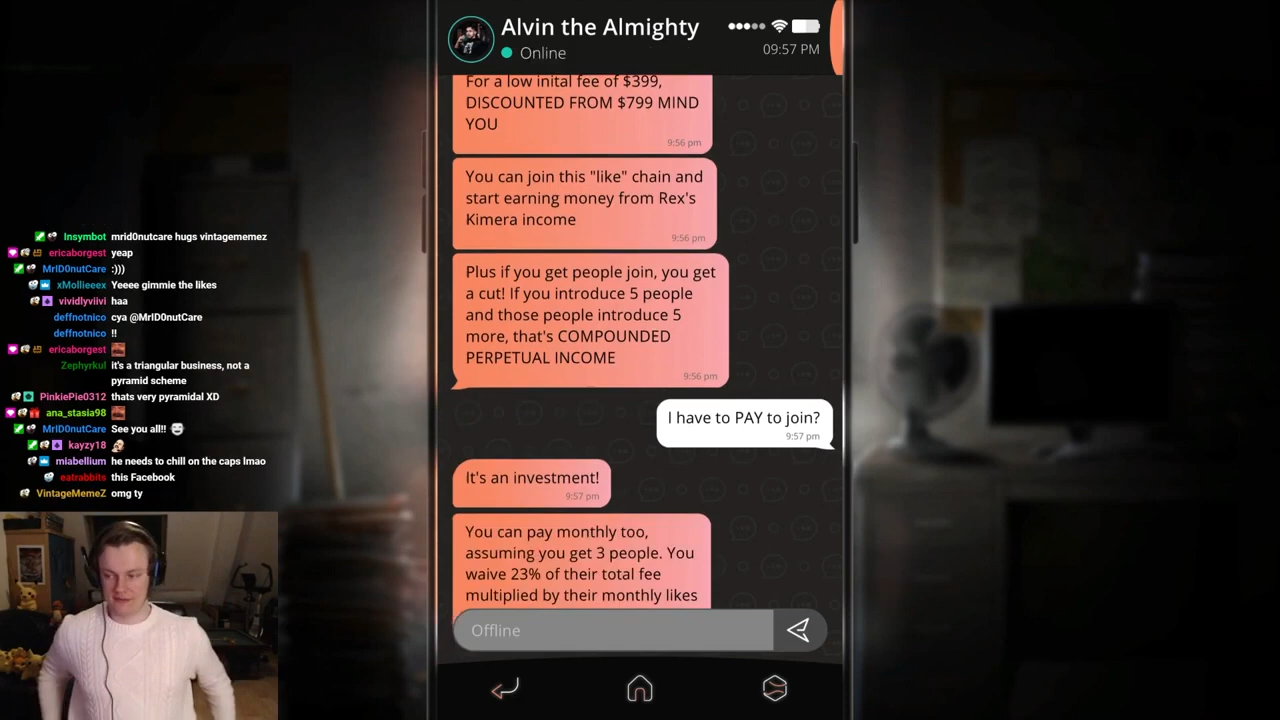 Alvin the Almighty
Online
09:57 PM
For a low inital fee of $399,
DISCOUNTED FROM $799 MIND
YOU
9:56 pm
You can join this "like" chain and
start earning money from Rex's
Kimera income
9:56 pm
Plus if you get people join, you get
a cut! If you introduce 5 people
and those people introduce 5
more, that's COMPOUNDED
PERPETUAL INCOME
9:56 pm
I have to PAY to join?
9:57 pm
It's an investment!
9:57 pm
You can pay monthly too,
assuming you get 3 people. You
waive 23% of their total fee
multiplied by their monthly likes
Offline
Insymbot mrid0nutcare hugs vintagememez
ericaborgest yeap
MrID0nutCare :)))
xMollieeex Yeeee gimmie the likes
vividlyviivi haa
deffnotnico cya @MrID0nutCare
deffnotnico !!
ericaborgest
Zephyrkul it's a triangular business, not a
pyramid scheme
PinkiePie0312 thats very pyramidal XD
ana_stasia98
MrID0nutCare See you all!!
kayzy18
miabellium he needs to chill on the caps lmao
eatrabbits this Facebook
VintageMemeZ omg ty